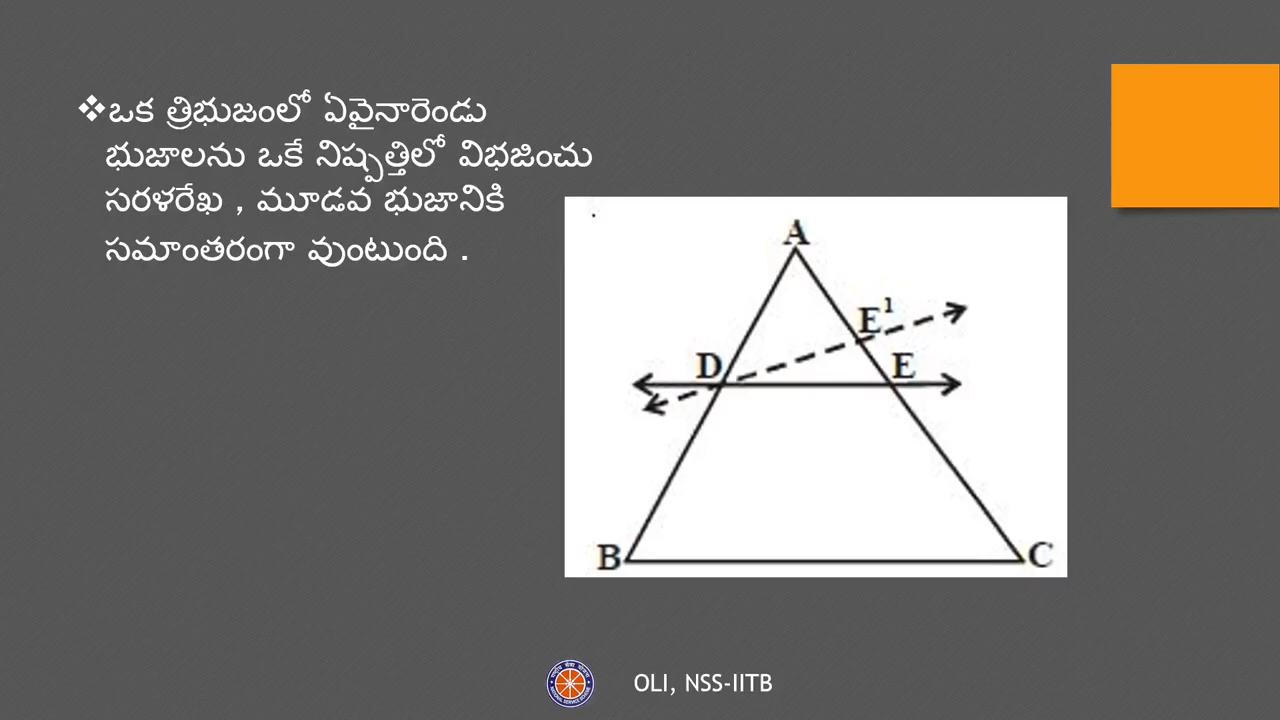 ❖ఒక త్రిభుజంలో ఏవైనారెండు
భుజాలను ఒకే నిష్పత్తిలో విభజించు
సరళరేఖ , మూడవ భుజానికి
సమాంతరంగా వుంటుంది .
A
E¹
D
E
B
C
OLI, NSS-IITB